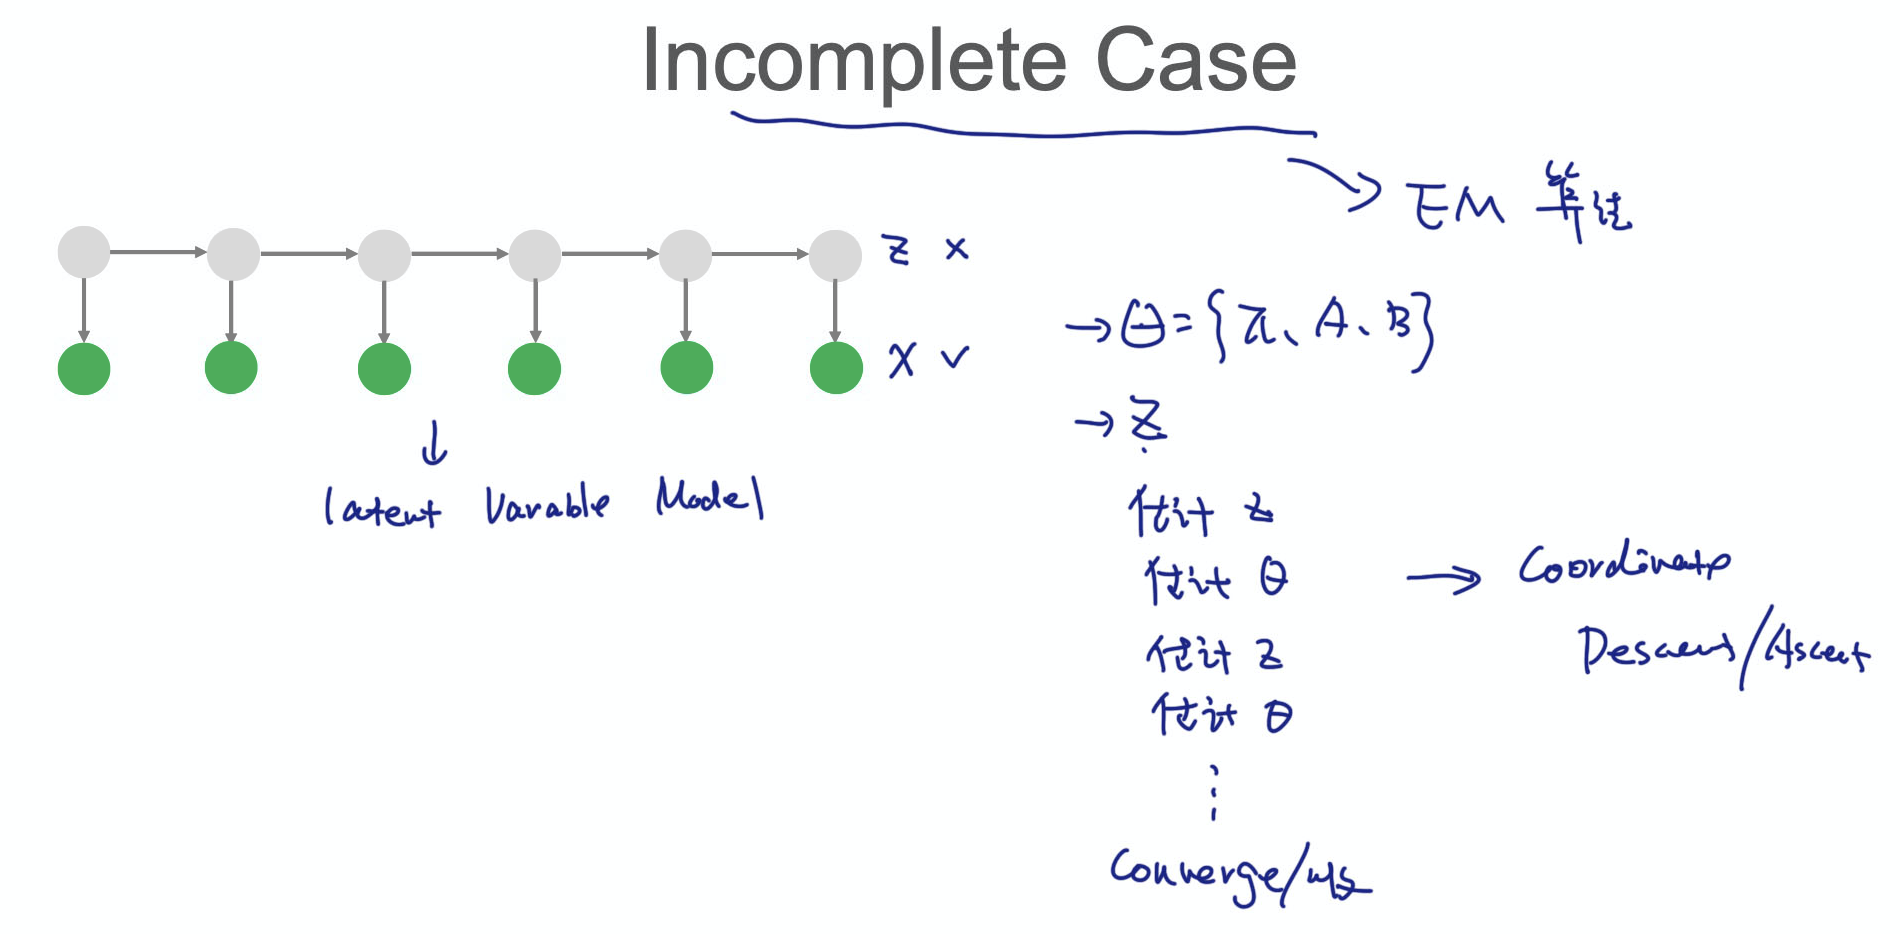 Incomplete Case
→ EM 算法
z ×
x ✓
→ θ = {π、A、B}
→ z
↓
latent Varable Model
估计 z
估计 θ
→ Coordinate
Descent/Ascent
估计 z
估计 θ
⋮
Converge/收敛